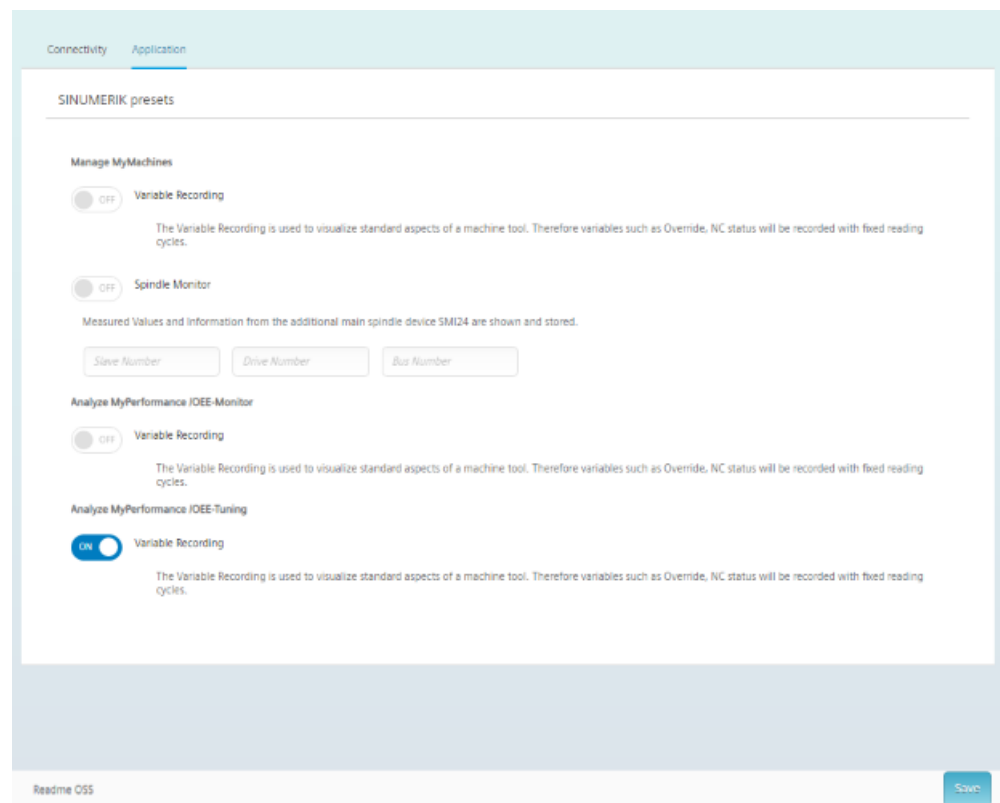 Connectivity Application
SINUMERIK presets
Manage MyMachines
OFF Variable Recording
The Variable Recording is used to visualize standard aspects of a machine tool. Therefore variables such as Override, NC status will be recorded with fixed reading
cycles.
OFF Spindle Monitor
Measured Values and Information from the additional main spindle device SMI24 are shown and stored.
Slave Number Drive Number Bus Number
Analyze MyPerformance /OEE-Monitor
OFF Variable Recording
The Variable Recording is used to visualize standard aspects of a machine tool. Therefore variables such as Override, NC status will be recorded with fixed reading
cycles.
Analyze MyPerformance /OEE-Tuning
ON Variable Recording
The Variable Recording is used to visualize standard aspects of a machine tool. Therefore variables such as Override, NC status will be recorded with fixed reading
cycles.
Readme OSS Save